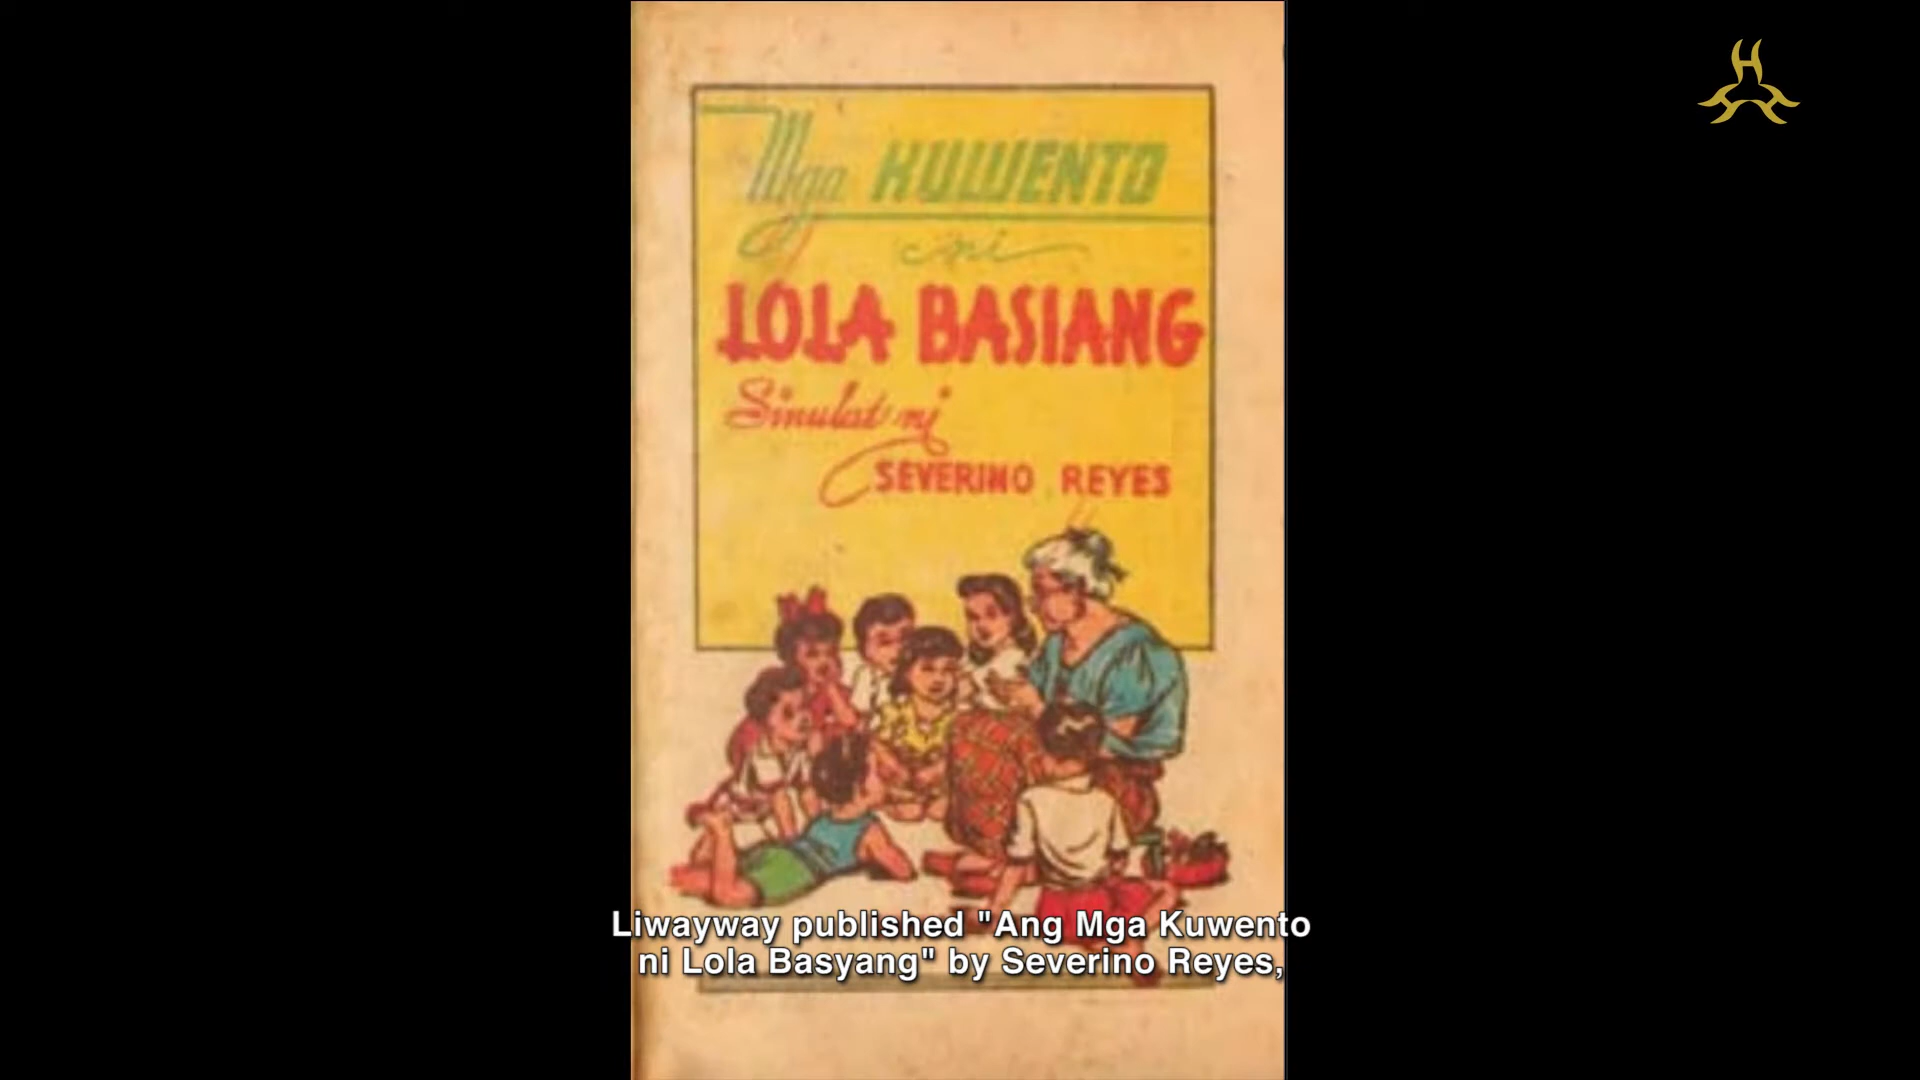 Mga KUWENTO
ni
LOLA BASIANG
Sinulat ni
SEVERINO REYES
Liwayway published "Ang Mga Kuwento
ni Lola Basyang" by Severino Reyes,